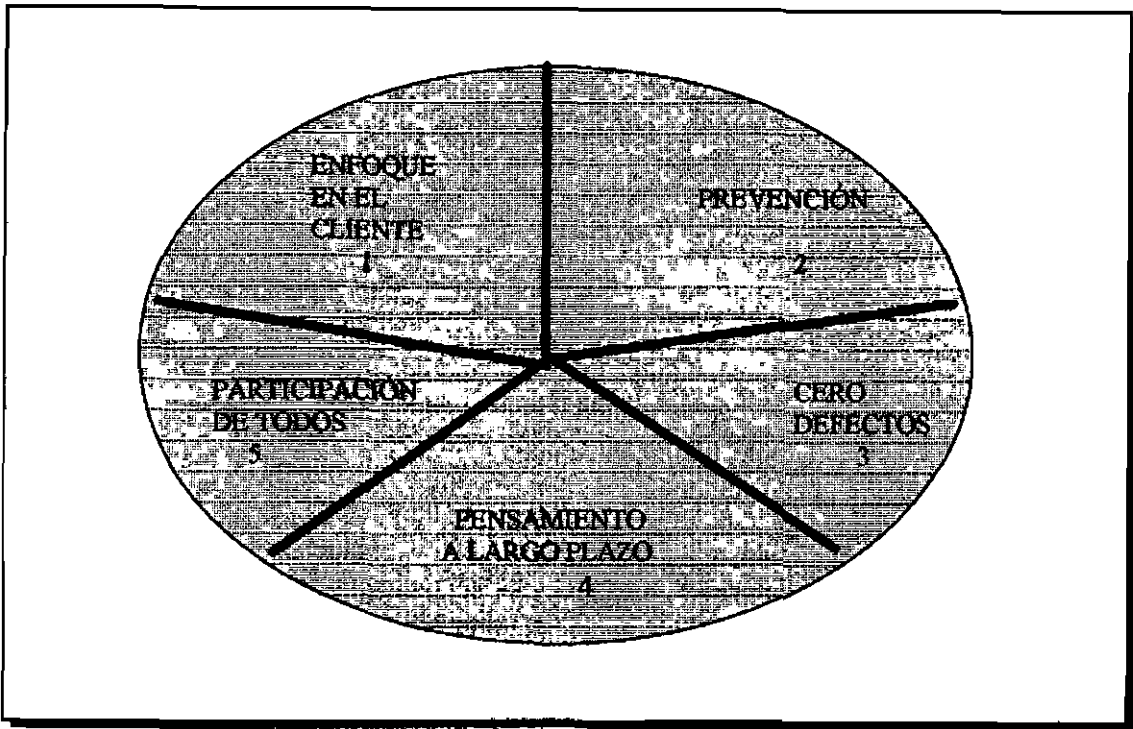 ENFOQUE
EN EL
CLIENTE
1
PREVENCIÓN
2
CERO
DEFECTOS
3
PENSAMIENTO
A LARGO PLAZO
4
PARTICIPACIÓN
DE TODOS
5